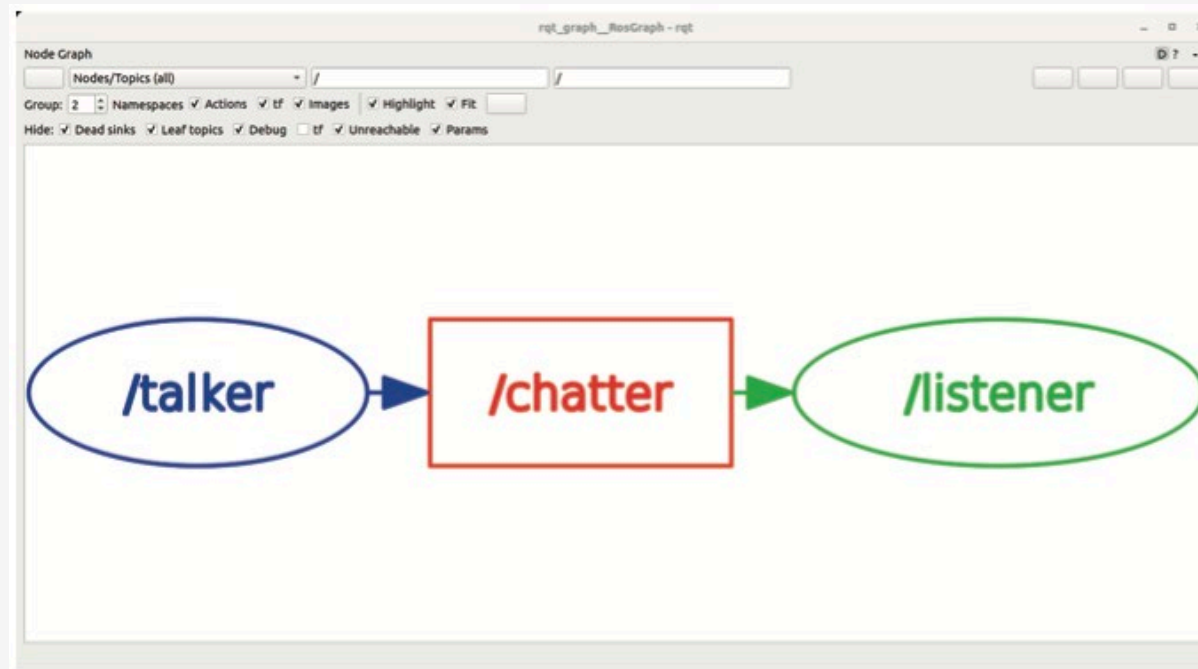 rqt_graph__RosGraph - rqt
Node Graph
D ? -
Nodes/Topics (all) / /
Group: 2 Namespaces Actions tf Images Highlight Fit
Hide: Dead sinks Leaf topics Debug tf Unreachable Params
/talker /chatter /listener